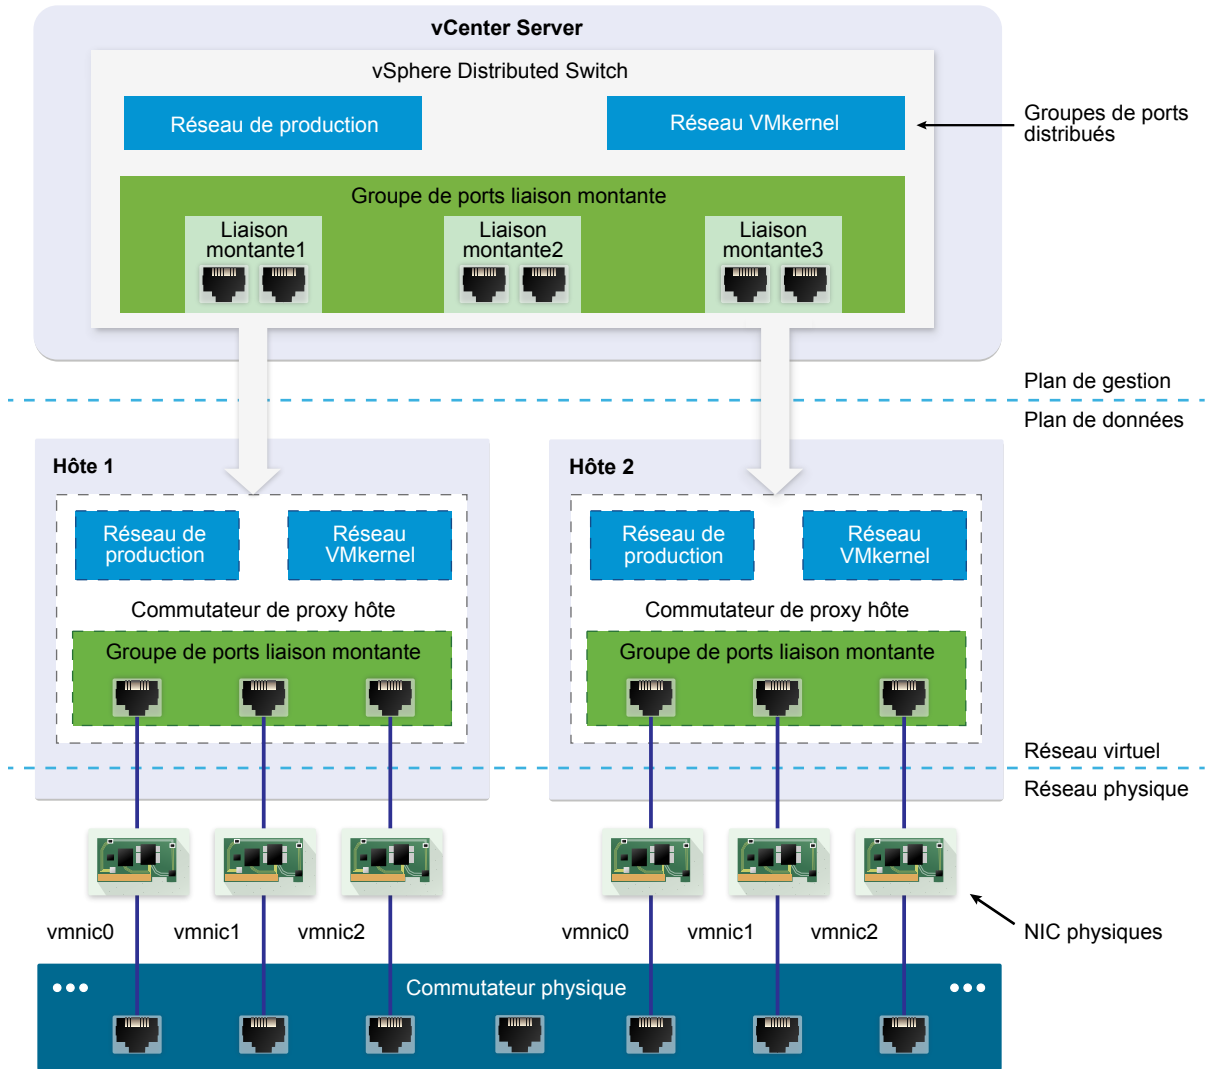 vCenter Server
vSphere Distributed Switch
Réseau de production
Réseau VMkernel
Groupes de ports
distribués
Groupe de ports liaison montante
Liaison
montante1
Liaison
montante2
Liaison
montante3
Plan de gestion
Plan de données
Hôte 1
Réseau de
production
Réseau
VMkernel
Commutateur de proxy hôte
Groupe de ports liaison montante
Hôte 2
Réseau de
production
Réseau
VMkernel
Commutateur de proxy hôte
Groupe de ports liaison montante
Réseau virtuel
Réseau physique
vmnic0
vmnic1
vmnic2
vmnic0
vmnic1
vmnic2
NIC physiques
Commutateur physique